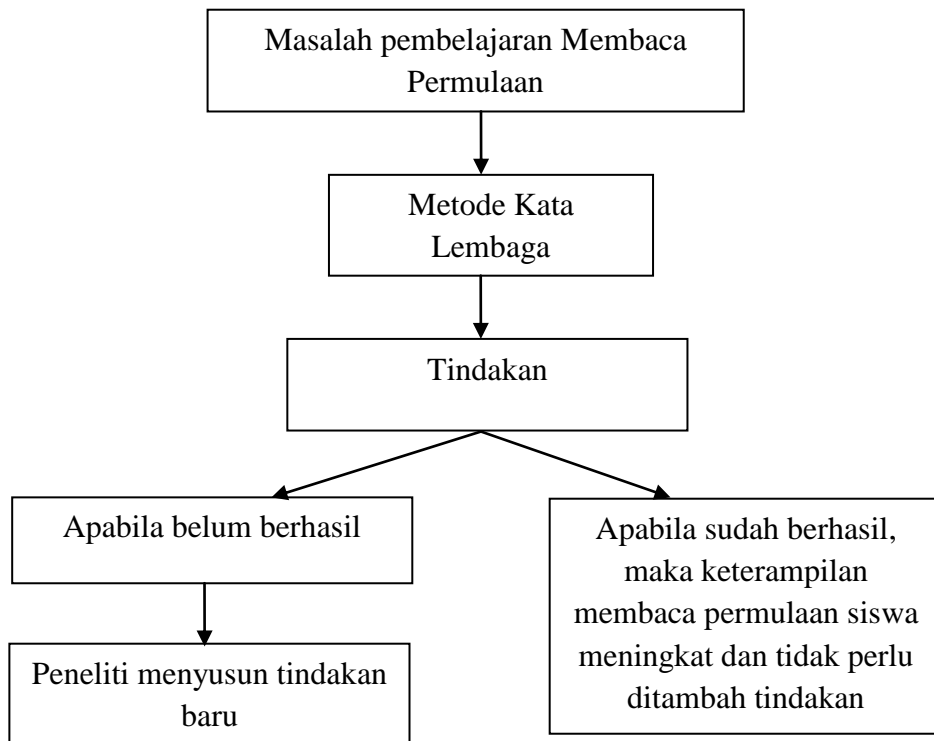 Masalah pembelajaran Membaca
Permulaan
Metode Kata
Lembaga
Tindakan
Apabila belum berhasil
Peneliti menyusun tindakan
baru
Apabila sudah berhasil,
maka keterampilan
membaca permulaan siswa
meningkat dan tidak perlu
ditambah tindakan